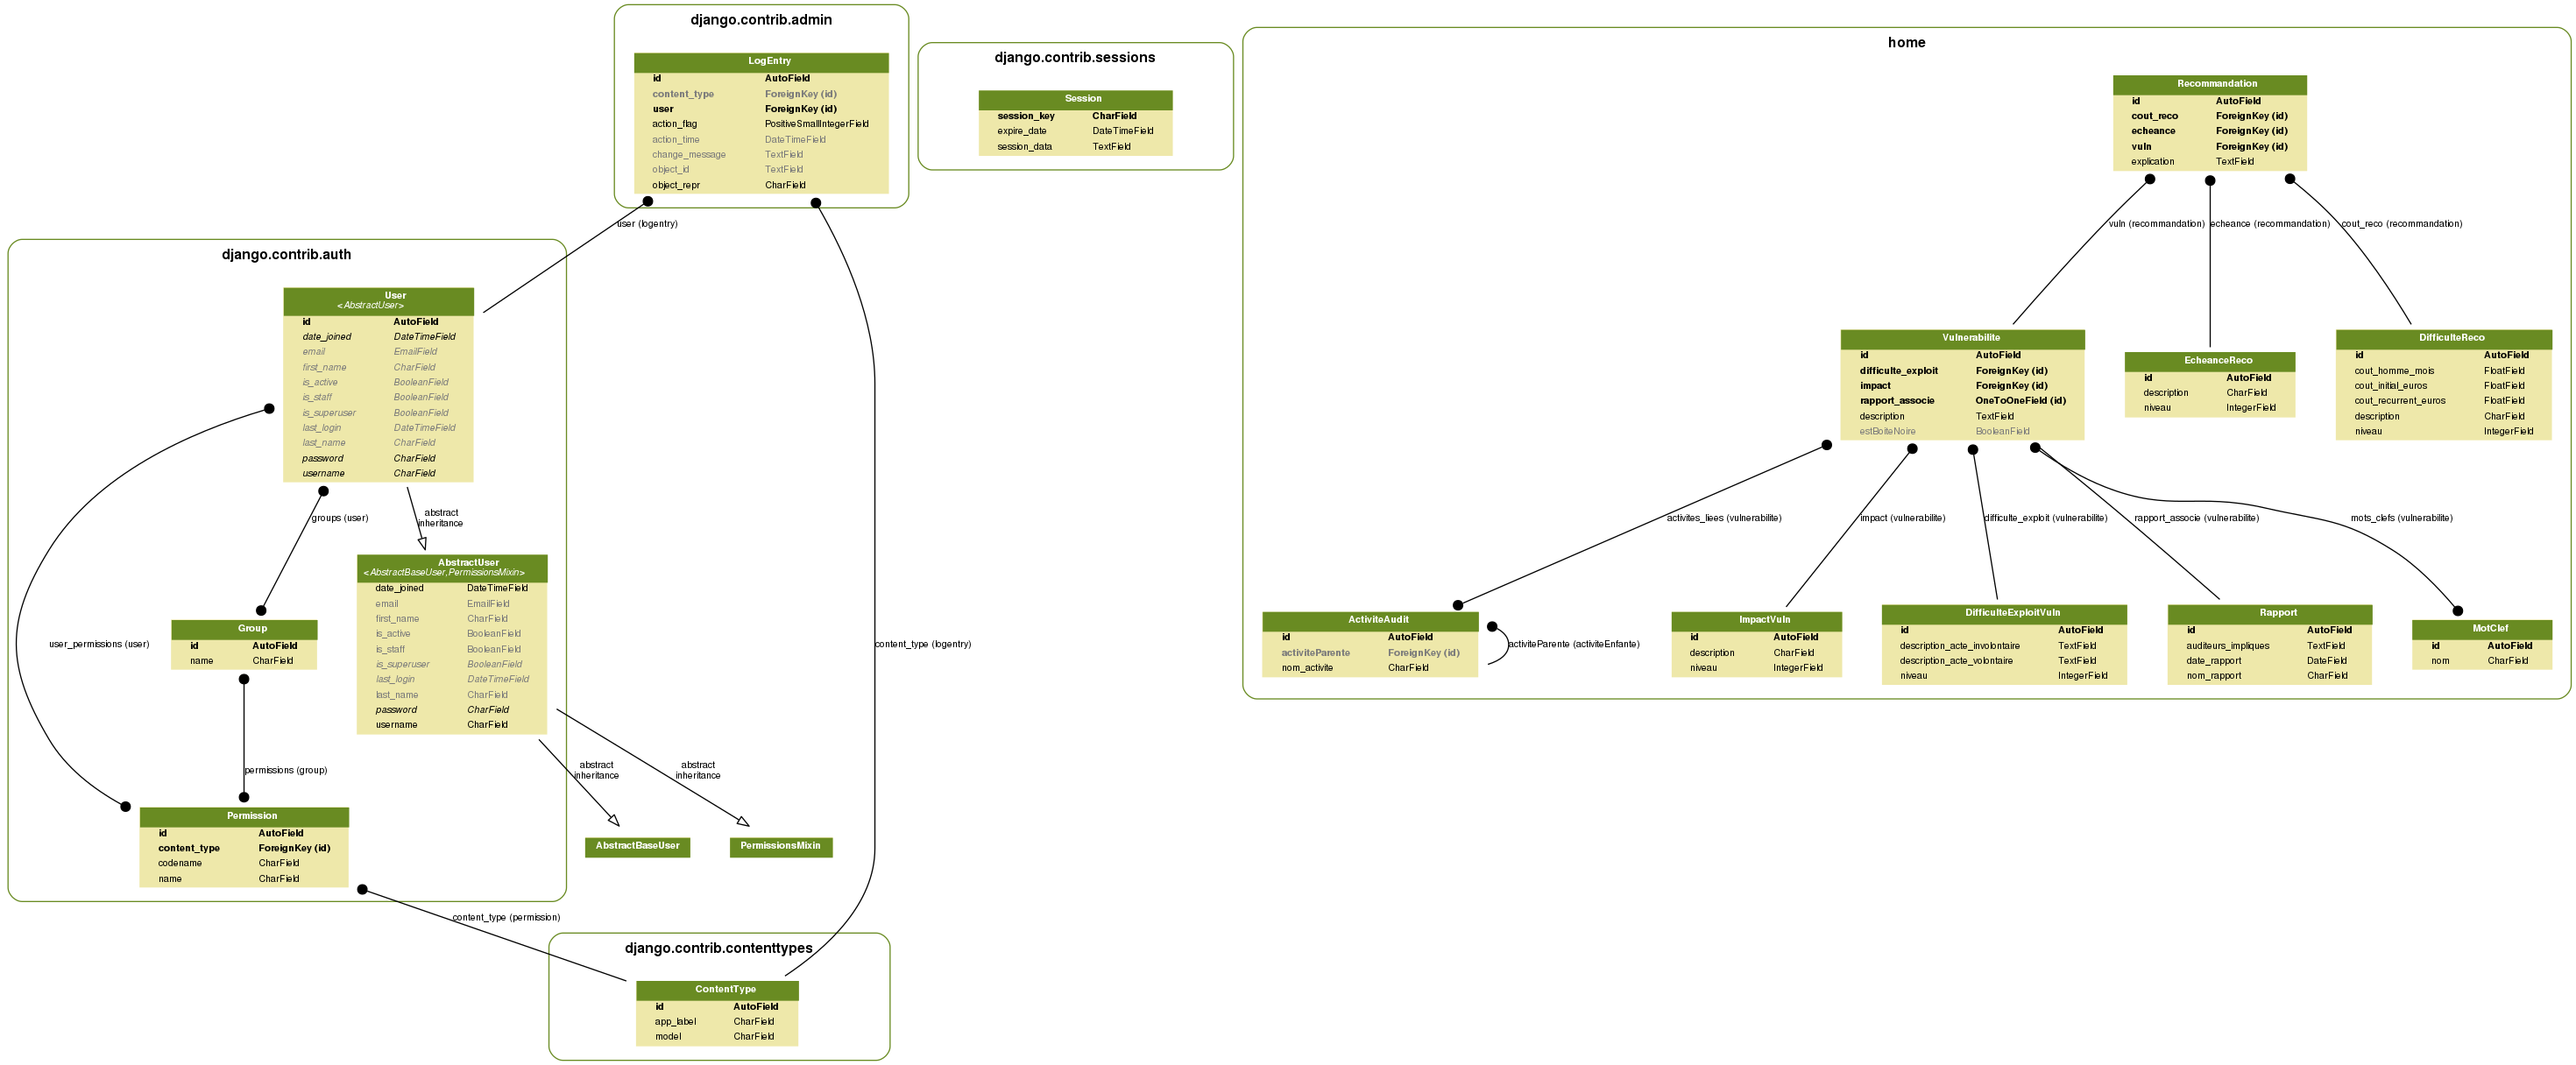 django.contrib.admin
LogEntry
id AutoField
content_type ForeignKey (id)
user ForeignKey (id)
action_flag PositiveSmallIntegerField
action_time DateTimeField
change_message TextField
object_id TextField
object_repr CharField
user (logentry)
content_type (logentry)
django.contrib.sessions
Session
session_key CharField
expire_date DateTimeField
session_data TextField
django.contrib.auth
User
<AbstractUser>
id AutoField
date_joined DateTimeField
email EmailField
first_name CharField
is_active BooleanField
is_staff BooleanField
is_superuser BooleanField
last_login DateTimeField
last_name CharField
password CharField
username CharField
groups (user)
abstract
inheritance
user_permissions (user)
AbstractUser
<AbstractBaseUser,PermissionsMixin>
date_joined DateTimeField
email EmailField
first_name CharField
is_active BooleanField
is_staff BooleanField
is_superuser BooleanField
last_login DateTimeField
last_name CharField
password CharField
username CharField
Group
id AutoField
name CharField
permissions (group)
abstract
inheritance
abstract
inheritance
AbstractBaseUser
PermissionsMixin
Permission
id AutoField
content_type ForeignKey (id)
codename CharField
name CharField
content_type (permission)
django.contrib.contenttypes
ContentType
id AutoField
app_label CharField
model CharField
home
Recommandation
id AutoField
cout_reco ForeignKey (id)
echeance ForeignKey (id)
vuln ForeignKey (id)
explication TextField
vuln (recommandation)
echeance (recommandation)
cout_reco (recommandation)
Vulnerabilite
id AutoField
difficulte_exploit ForeignKey (id)
impact ForeignKey (id)
rapport_associe OneToOneField (id)
description TextField
estBoiteNoire BooleanField
EcheanceReco
id AutoField
description CharField
niveau IntegerField
DifficulteReco
id AutoField
cout_homme_mois FloatField
cout_initial_euros FloatField
cout_recurrent_euros FloatField
description CharField
niveau IntegerField
activites_liees (vulnerabilite)
impact (vulnerabilite)
difficulte_exploit (vulnerabilite)
rapport_associe (vulnerabilite)
mots_clefs (vulnerabilite)
ActiviteAudit
id AutoField
activiteParente ForeignKey (id)
nom_activite CharField
activiteParente (activiteEnfante)
ImpactVuln
id AutoField
description CharField
niveau IntegerField
DifficulteExploitVuln
id AutoField
description_acte_involontaire TextField
description_acte_volontaire TextField
niveau IntegerField
Rapport
id AutoField
auditeurs_impliques TextField
date_rapport DateField
nom_rapport CharField
MotClef
id AutoField
nom CharField